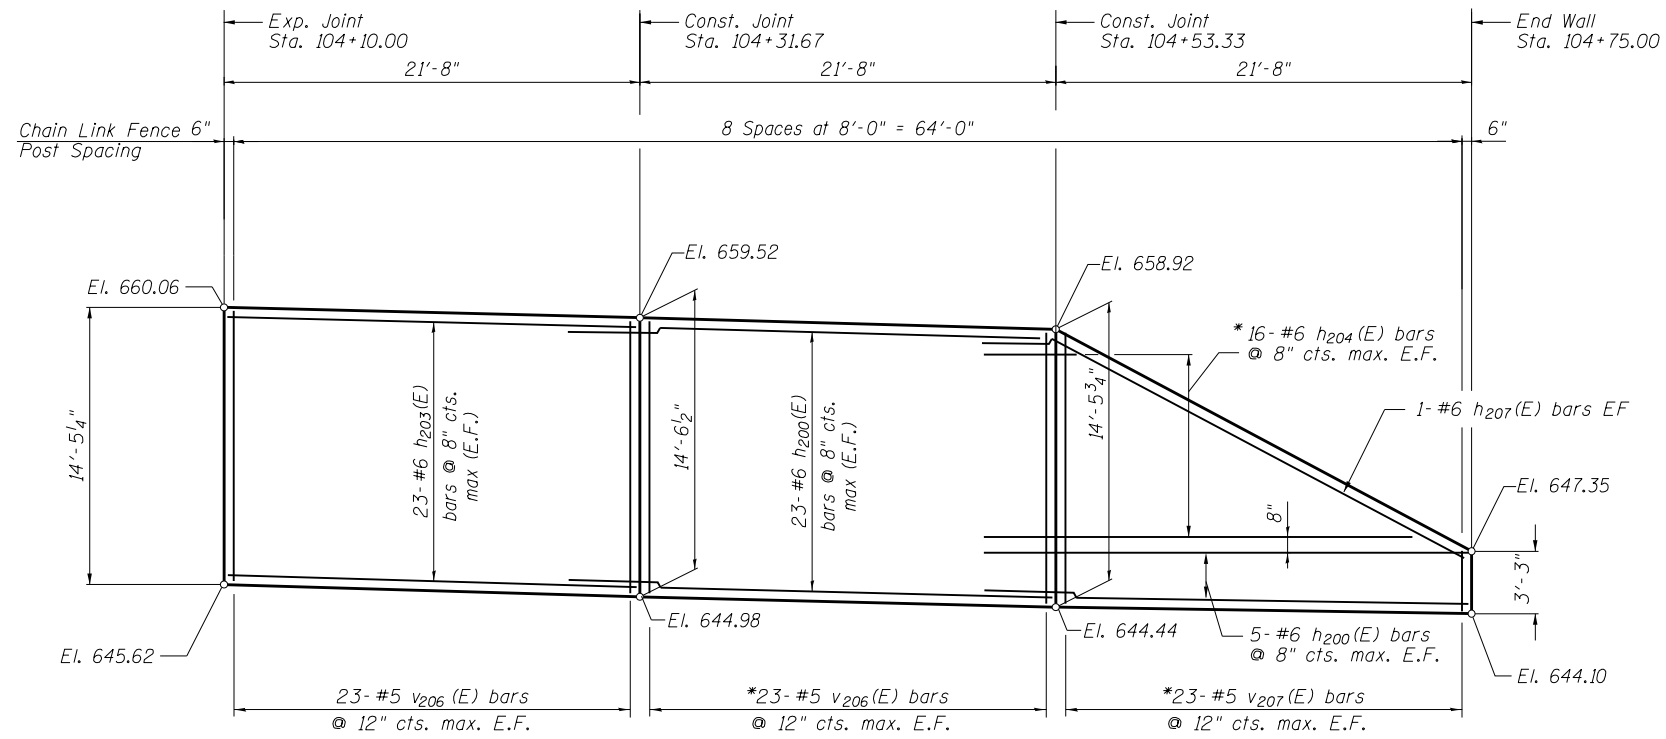 Exp. Joint
Sta. 104+10.00
Const. Joint
Sta. 104+31.67
Const. Joint
Sta. 104+53.33
End Wall
Sta. 104+75.00
21'-8"
21'-8"
21'-8"
Chain Link Fence
Post Spacing
6"
8 Spaces at 8'-0" = 64'-0"
6"
El. 660.06
El. 659.52
El. 658.92
* 16-#6 h204(E) bars
@ 8" cts. max. E.F.
1-#6 h207(E) bars EF
14'-5 1/4"
23-#6 h203(E)
bars @ 8" cts.
max (E.F.)
14'-6 1/2"
23-#6 h200(E)
bars @ 8" cts.
max (E.F.)
14'-5 3/4"
8"
El. 647.35
3'-3"
El. 645.62
El. 644.98
El. 644.44
5-#6 h200(E) bars
@ 8" cts. max. E.F.
El. 644.10
23-#5 v206(E) bars
@ 12" cts. max. E.F.
*23-#5 v206(E) bars
@ 12" cts. max. E.F.
*23-#5 v207(E) bars
@ 12" cts. max. E.F.